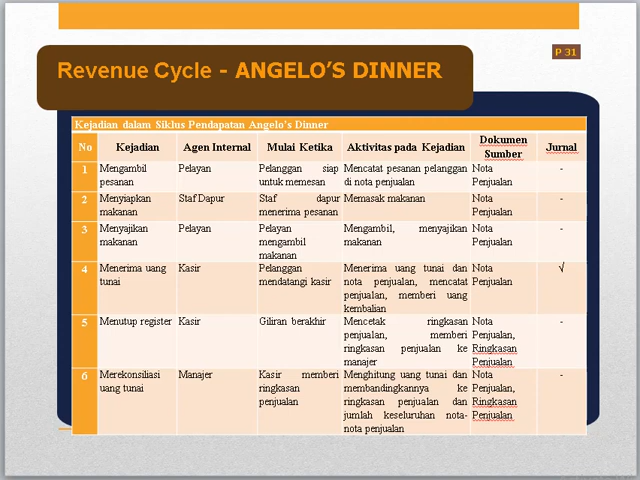 P 31
Revenue Cycle - ANGELO'S DINNER
Kejadian dalam Siklus Pendapatan Angelo's Dinner
No Kejadian Agen Internal Mulai Ketika Aktivitas pada Kejadian Dokumen Sumber Jurnal
1 Mengambil pesanan Pelayan Pelanggan siap untuk memesan Mencatat pesanan pelanggan di nota penjualan Nota Penjualan -
2 Menyiapkan makanan Staf Dapur Staf dapur menerima pesanan Memasak makanan Nota Penjualan -
3 Menyajikan makanan Pelayan Pelayan mengambil makanan Mengambil, menyajikan makanan Nota Penjualan -
4 Menerima uang tunai Kasir Pelanggan mendatangi kasir Menerima uang tunai dan nota penjualan, mencatat penjualan, memberi uang kembalian Nota Penjualan √
5 Menutup register Kasir Giliran berakhir Mencetak ringkasan penjualan, memberi ringkasan penjualan ke manajer Nota Penjualan, Ringkasan Penjualan -
6 Merekonsiliasi uang tunai Manajer Kasir memberi ringkasan penjualan Menghitung uang tunai dan membandingkannya ke ringkasan penjualan dan jumlah keseluruhan nota-nota penjualan Nota Penjualan, Ringkasan Penjualan -